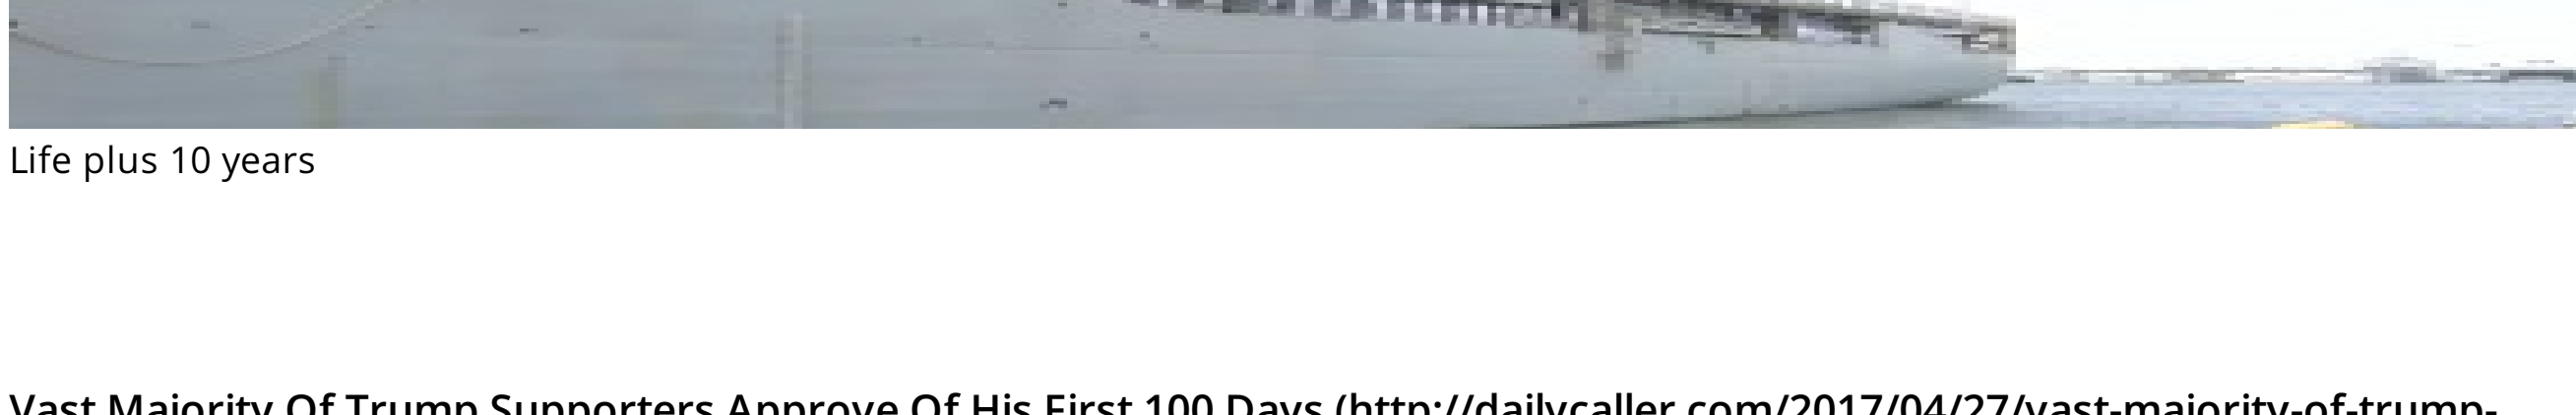 Life plus 10 years
Vast Majority Of Trump Supporters Approve Of His First 100 Days (http://dailycaller.com/2017/04/27/vast-majority-of-trump-